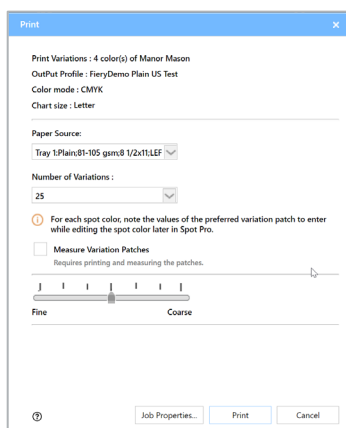 Print
Print Variations : 4 color(s) of Manor Mason
OutPut Profile : FieryDemo Plain US Test
Color mode : CMYK
Chart size : Letter
Paper Source:
Tray 1:Plain;81-105 gsm;8 1/2x11;LEF
Number of Variations :
25
For each spot color, note the values of the preferred variation patch to enter
while editing the spot color later in Spot Pro.
Measure Variation Patches
Requires printing and measuring the patches.
Fine Coarse
Job Properties... Print Cancel